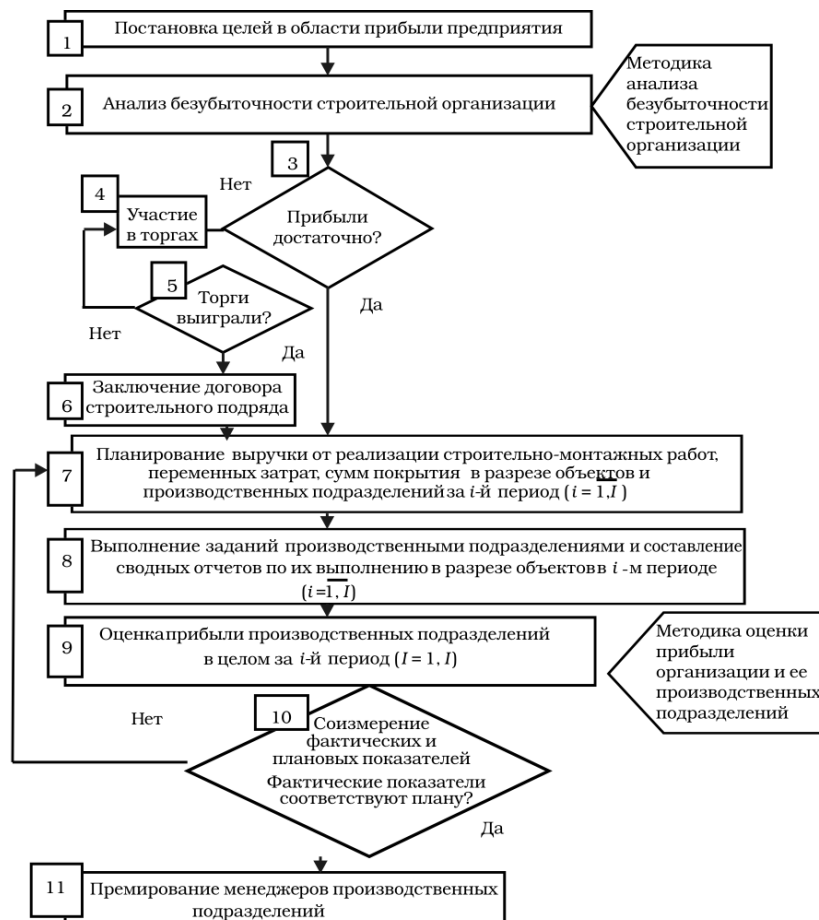 1
Постановка целей в области прибыли предприятия
2
Анализ безубыточности строительной организации
Методика
анализа
безубыточности
строительной
организации
3
Нет
Прибыли
достаточно?
4
Участие
в торгах
Да
5
Торги
выиграли?
Нет
Да
6
Заключение договора
строительного подряда
7
Планирование выручки от реализации строительно-монтажных работ,
переменных затрат, сумм покрытия в разрезе объектов и
производственных подразделений за i-й период (i = 1,I )
8
Выполнение заданий производственными подразделениями и составление
сводных отчетов по их выполнению в разрезе объектов в i -м периоде
(i =1, I)
9
Оценка прибыли производственных подразделений
в целом за i-й период (I = 1, I)
Методика оценки
прибыли
организации и ее
производственных
подразделений
10
Нет
Соизмерение
фактических и
плановых показателей
Фактические показатели
соответствуют плану?
Да
11
Премирование менеджеров производственных
подразделений